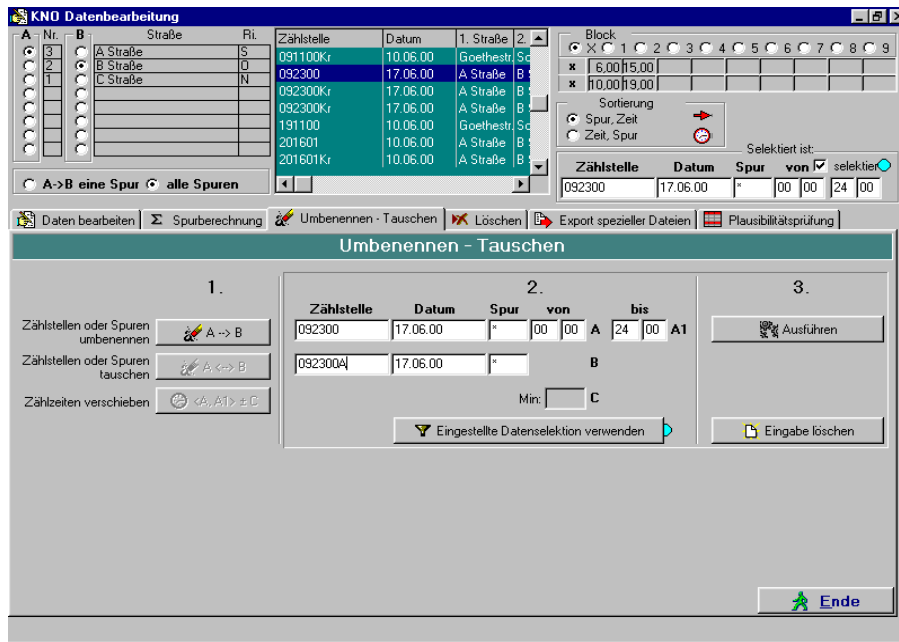 KNO Datenbearbeitung
A Nr. B Straße Ri.
3 A Straße S
2 B Straße O
1 C Straße N
A->B eine Spur alle Spuren
Zählstelle Datum 1. Straße 2.
091100Kr 10.06.00 Goethestr. Sc
092300 17.06.00 A Straße B
092300Kr 17.06.00 A Straße B
092300Kr 17.06.00 A Straße B
191100 10.06.00 Goethestr. Sc
201601 17.06.00 A Straße B
201601Kr 10.06.00 A Straße B
Block
X 1 2 3 4 5 6 7 8 9
x 6,00 15,00
x 10,00 19,00
Sortierung
Spur, Zeit
Zeit, Spur
Selektiert ist:
Zählstelle Datum Spur von selektier
092300 17.06.00 * 00 00 24 00
Daten bearbeiten Σ Spurberechnung Umbenennen - Tauschen Löschen Export spezieller Dateien Plausibilitätsprüfung
Umbenennen - Tauschen
1.
Zählstellen oder Spuren umbenennen A --> B
Zählstellen oder Spuren tauschen A <--> B
Zählzeiten verschieben <A, A1> ± C
2.
Zählstelle Datum Spur von bis
092300 17.06.00 * 00 00 A 24 00 A1
092300A 17.06.00 * B
Min: C
Eingestellte Datenselektion verwenden
3.
Ausführen
Eingabe löschen
Ende